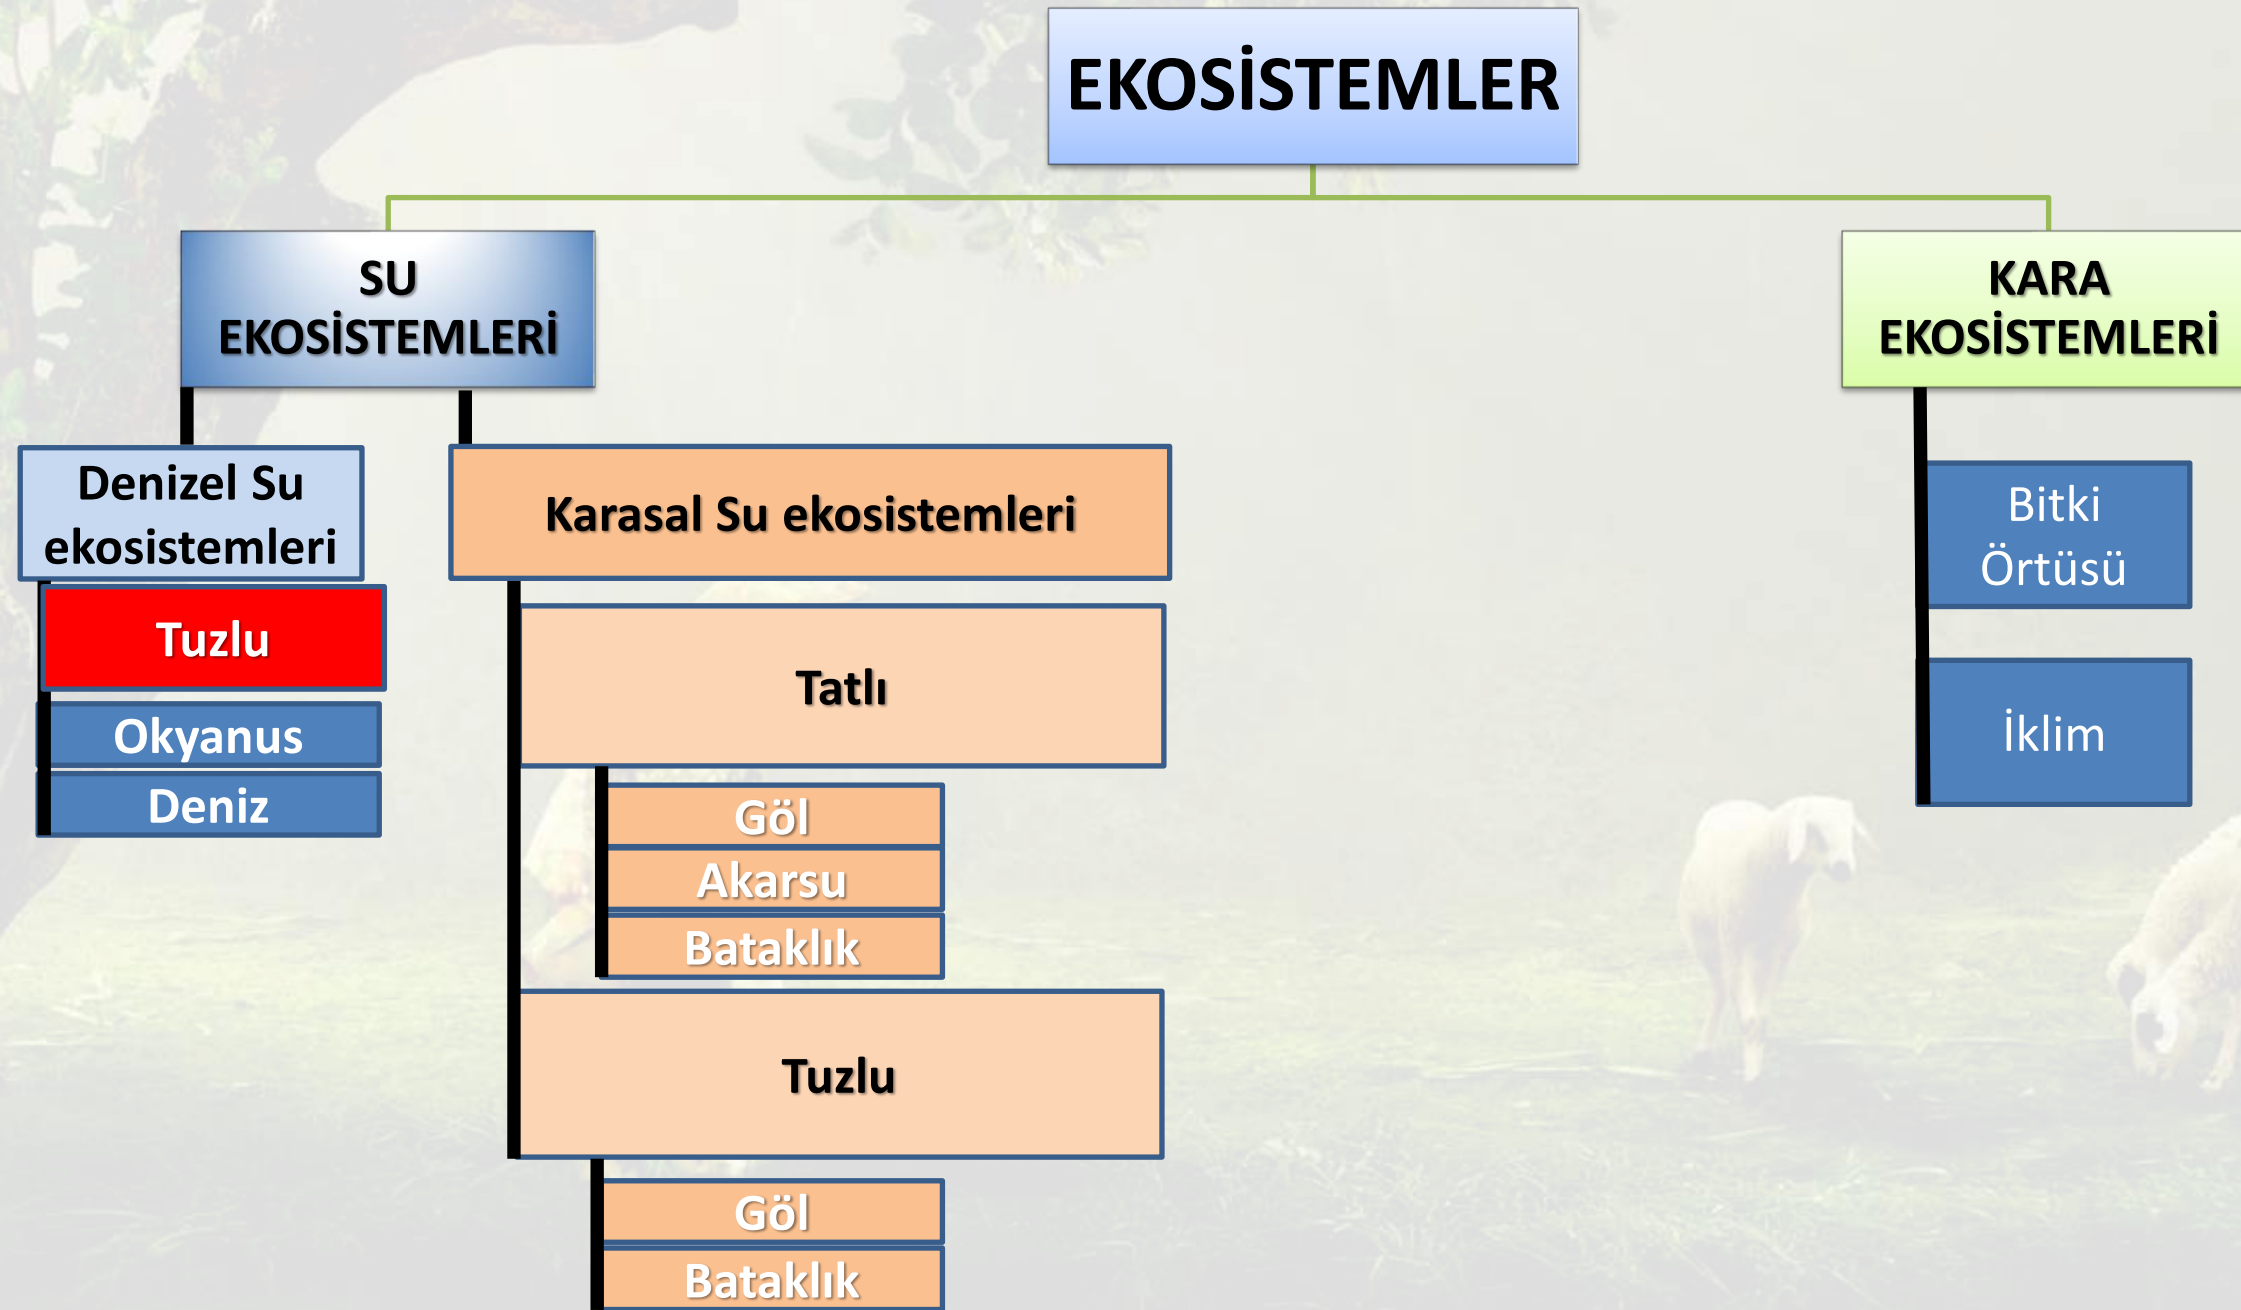 EKOSİSTEMLER
SU
EKOSİSTEMLERİ
Denizel Su
ekosistemleri
Tuzlu
Okyanus
Deniz
Karasal Su ekosistemleri
Tatlı
Göl
Akarsu
Bataklık
Tuzlu
Göl
Bataklık
KARA
EKOSİSTEMLERİ
Bitki
Örtüsü
İklim